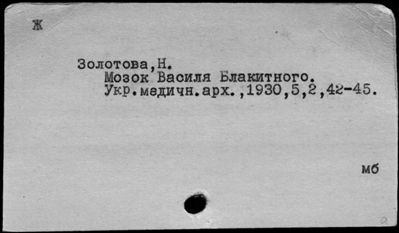 Ж
Золотова,Н.
Мозок Василя Блакитного.
Укр.медичн.арх.,1930,5,2,42-45.
мб